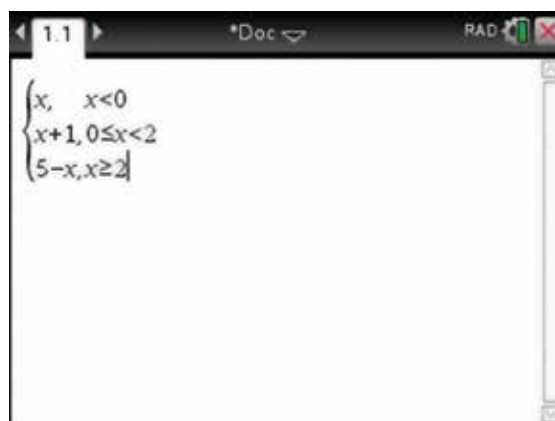 1.1 *Doc RAD
x, x<0
x+1, 0≤x<2
5−x, x≥2